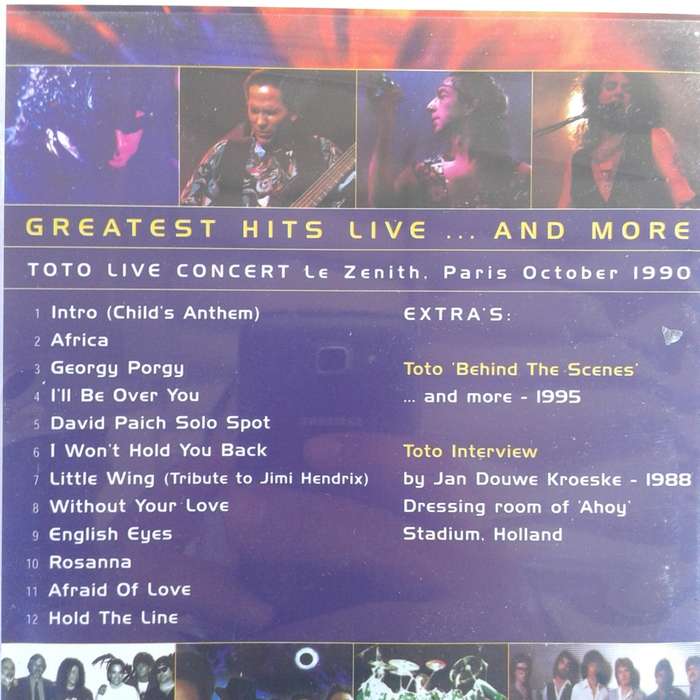 GREATEST HITS LIVE ... AND MORE
TOTO LIVE CONCERT Le Zenith, Paris October 1990
1 Intro (Child's Anthem)
2 Africa
3 Georgy Porgy
4 I'll Be Over You
5 David Paich Solo Spot
6 I Won't Hold You Back
7 Little Wing (Tribute to Jimi Hendrix)
8 Without Your Love
9 English Eyes
10 Rosanna
11 Afraid Of Love
12 Hold The Line
EXTRA'S:
Toto 'Behind The Scenes'
... and more - 1995
Toto Interview
by Jan Douwe Kroeske - 1988
Dressing room of 'Ahoy'
Stadium, Holland